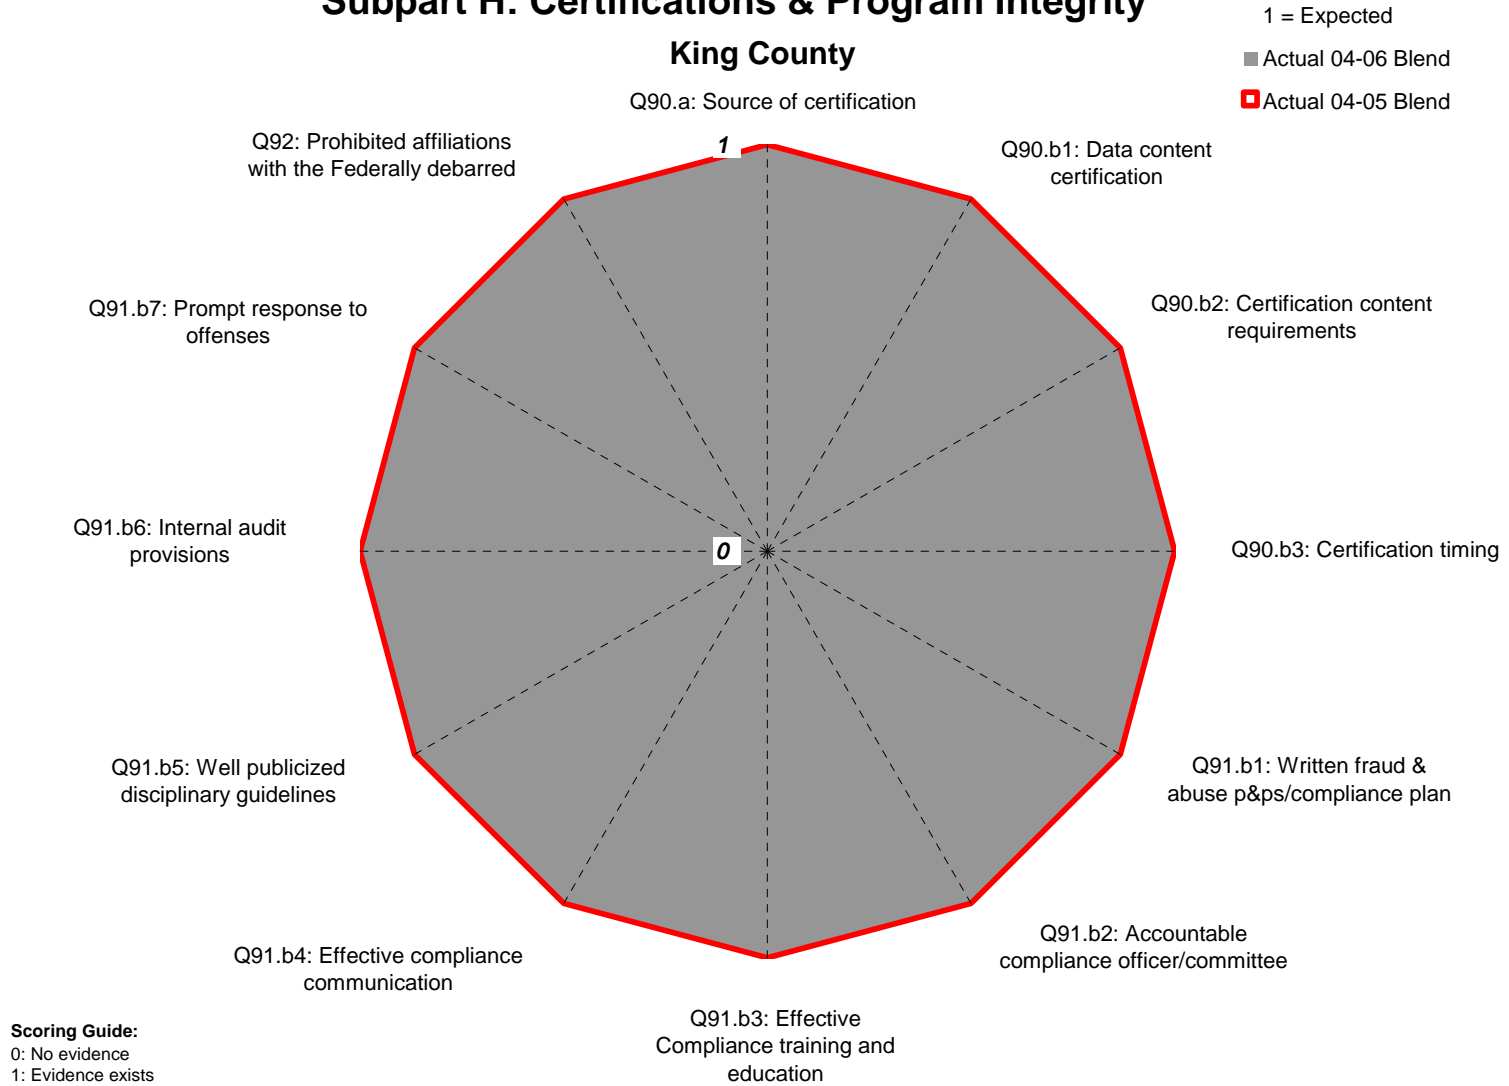 Subpart H: Certifications & Program Integrity
King County
1 = Expected
Actual 04-06 Blend
Actual 04-05 Blend
Q90.a: Source of certification
Q92: Prohibited affiliations
with the Federally debarred
1
Q90.b1: Data content
certification
Q91.b7: Prompt response to
offenses
Q90.b2: Certification content
requirements
Q91.b6: Internal audit
provisions
0
Q90.b3: Certification timing
Q91.b5: Well publicized
disciplinary guidelines
Q91.b1: Written fraud &
abuse p&ps/compliance plan
Q91.b4: Effective compliance
communication
Q91.b2: Accountable
compliance officer/committee
Q91.b3: Effective
Compliance training and
education
Scoring Guide:
0: No evidence
1: Evidence exists